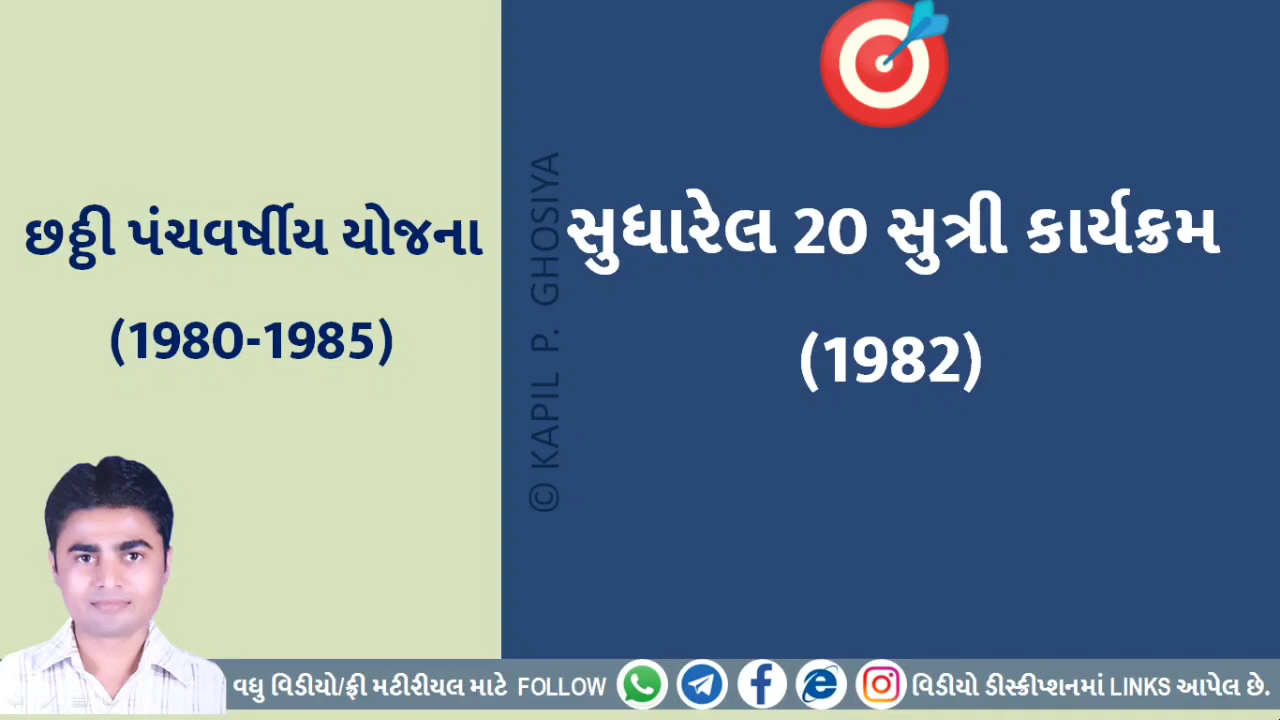 છઠ્ઠી પંચવર્ષીય યોજના
(1980-1985)
© KAPIL P. GHOSIYA
સુધારેલ 20 સુત્રી કાર્યક્રમ
(1982)
વધુ વિડીયો/ફ્રી મટીરીયલ માટે FOLLOW
વિડીયો ડીસ્ક્રીપ્શનમાં LINKS આપેલ છે.